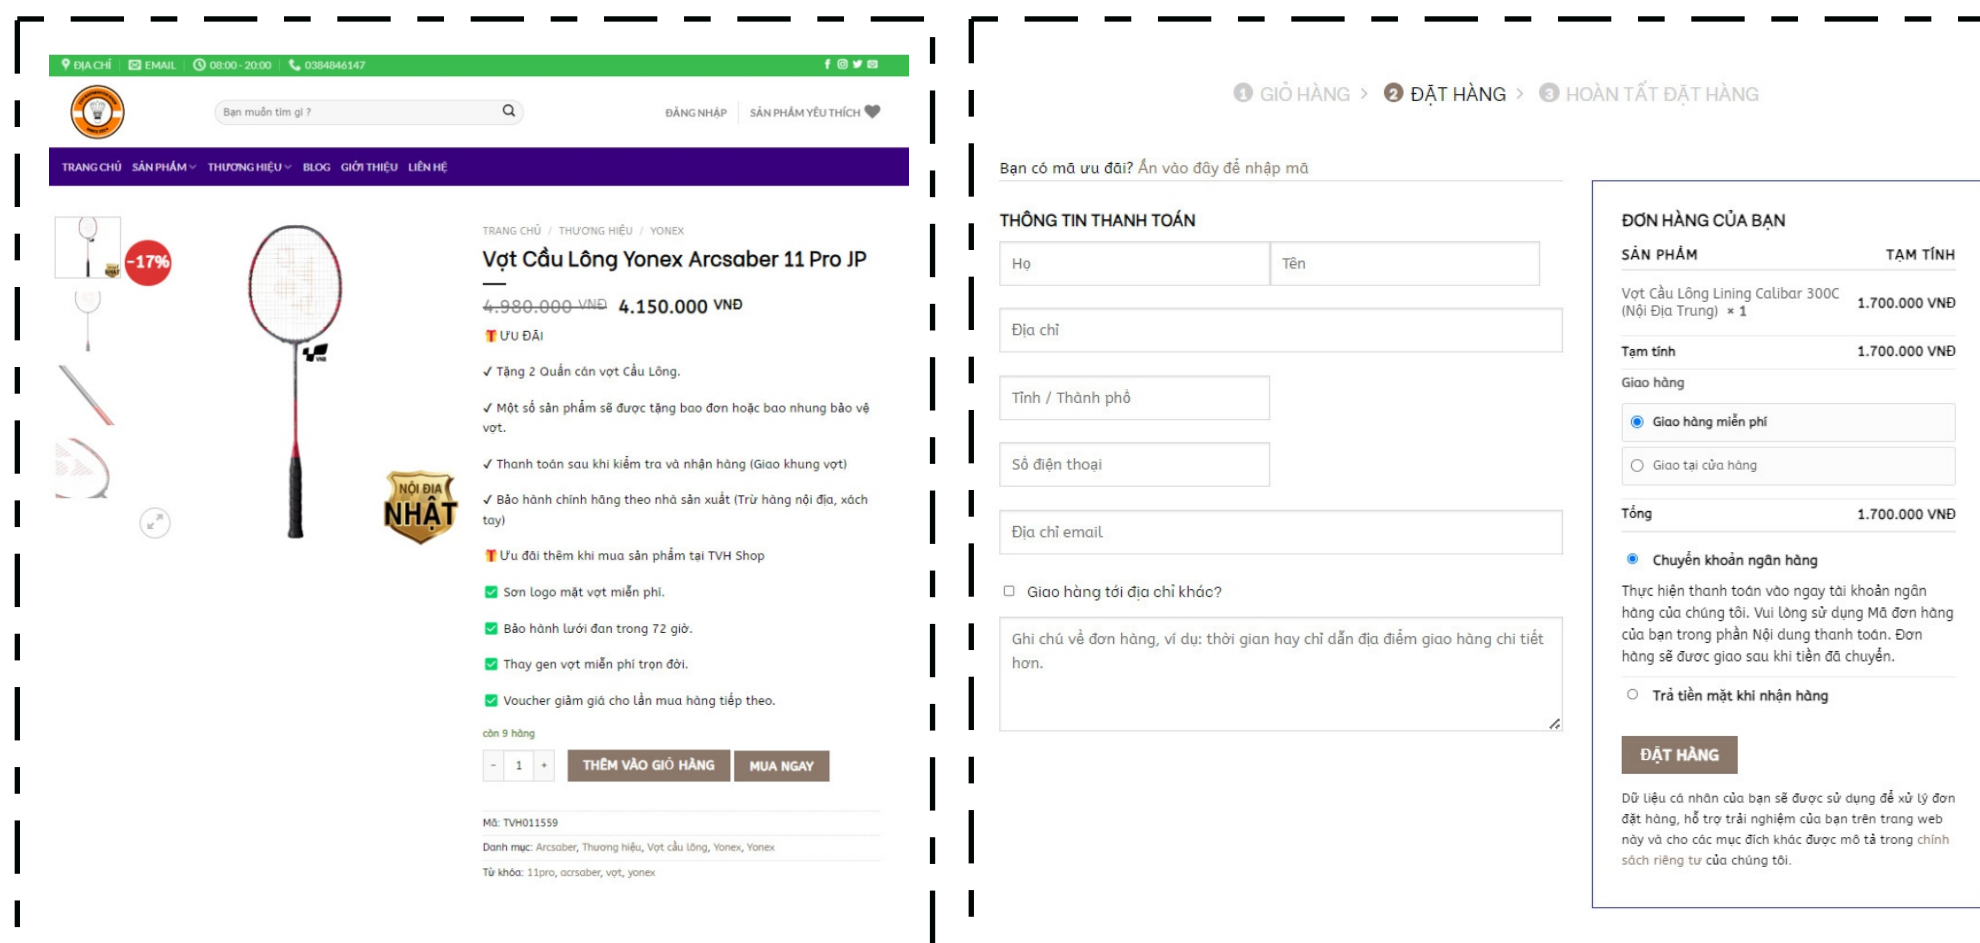 ĐỊA CHỈ EMAIL 08:00 - 20:00 0384846147
Bạn muốn tìm gì ?
ĐĂNG NHẬP SẢN PHẨM YÊU THÍCH
TRANG CHỦ SẢN PHẨM THƯƠNG HIỆU BLOG GIỚI THIỆU LIÊN HỆ
-17%
NỘI ĐỊA
NHẬT
TRANG CHỦ / THƯƠNG HIỆU / YONEX
Vợt Cầu Lông Yonex Arcsaber 11 Pro JP
4.980.000 VNĐ 4.150.000 VNĐ
ƯU ĐÃI
✓ Tặng 2 Quấn cán vợt Cầu Lông.
✓ Một số sản phẩm sẽ được tặng bao đơn hoặc bao nhung bảo vệ
vợt.
✓ Thanh toán sau khi kiểm tra và nhận hàng (Giao khung vợt)
✓ Bảo hành chính hãng theo nhà sản xuất (Trừ hàng nội địa, xách
tay)
Ưu đãi thêm khi mua sản phẩm tại TVH Shop
Sơn logo mặt vợt miễn phí.
Bảo hành lưới đan trong 72 giờ.
Thay gen vợt miễn phí trọn đời.
Voucher giảm giá cho lần mua hàng tiếp theo.
còn 9 hàng
- 1 + THÊM VÀO GIỎ HÀNG MUA NGAY
Mã: TVH011559
Danh mục: Arcsaber, Thương hiệu, Vợt cầu lông, Yonex, Yonex
Từ khóa: 11pro, acrsaber, vợt, yonex
1 GIỎ HÀNG > 2 ĐẶT HÀNG > 3 HOÀN TẤT ĐẶT HÀNG
Bạn có mã ưu đãi? Ấn vào đây để nhập mã
THÔNG TIN THANH TOÁN
Họ Tên
Địa chỉ
Tỉnh / Thành phố
Số điện thoại
Địa chỉ email
Giao hàng tới địa chỉ khác?
Ghi chú về đơn hàng, ví dụ: thời gian hay chỉ dẫn địa điểm giao hàng chi tiết
hơn.
ĐƠN HÀNG CỦA BẠN
SẢN PHẨM TẠM TÍNH
Vợt Cầu Lông Lining Calibar 300C
(Nội Địa Trung) × 1 1.700.000 VNĐ
Tạm tính 1.700.000 VNĐ
Giao hàng
Giao hàng miễn phí
Giao tại cửa hàng
Tổng 1.700.000 VNĐ
Chuyển khoản ngân hàng
Thực hiện thanh toán vào ngay tài khoản ngân
hàng của chúng tôi. Vui lòng sử dụng Mã đơn hàng
của bạn trong phần Nội dung thanh toán. Đơn
hàng sẽ đươc giao sau khi tiền đã chuyển.
Trả tiền mặt khi nhận hàng
ĐẶT HÀNG
Dữ liệu cá nhân của bạn sẽ được sử dụng để xử lý đơn
đặt hàng, hỗ trợ trải nghiệm của bạn trên trang web
này và cho các mục đích khác được mô tả trong chính
sách riêng tư của chúng tôi.